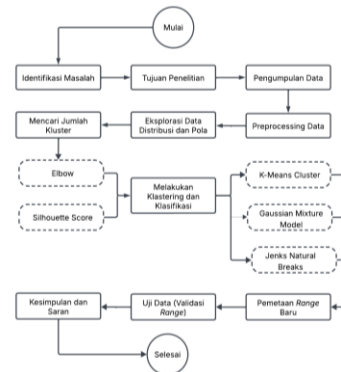 Mulai
Identifikasi Masalah
Tujuan Penelitian
Pengumpulan Data
Mencari Jumlah
Kluster
Eksplorasi Data
Distribusi dan Pola
Preprocessing Data
Elbow
Silhouette Score
Melakukan
Klastering dan
Klasifikasi
K-Means Cluster
Gaussian Mixture
Model
Jenks Natural
Breaks
Kesimpulan dan
Saran
Uji Data (Validasi
Range)
Pemetaan Range
Baru
Selesai